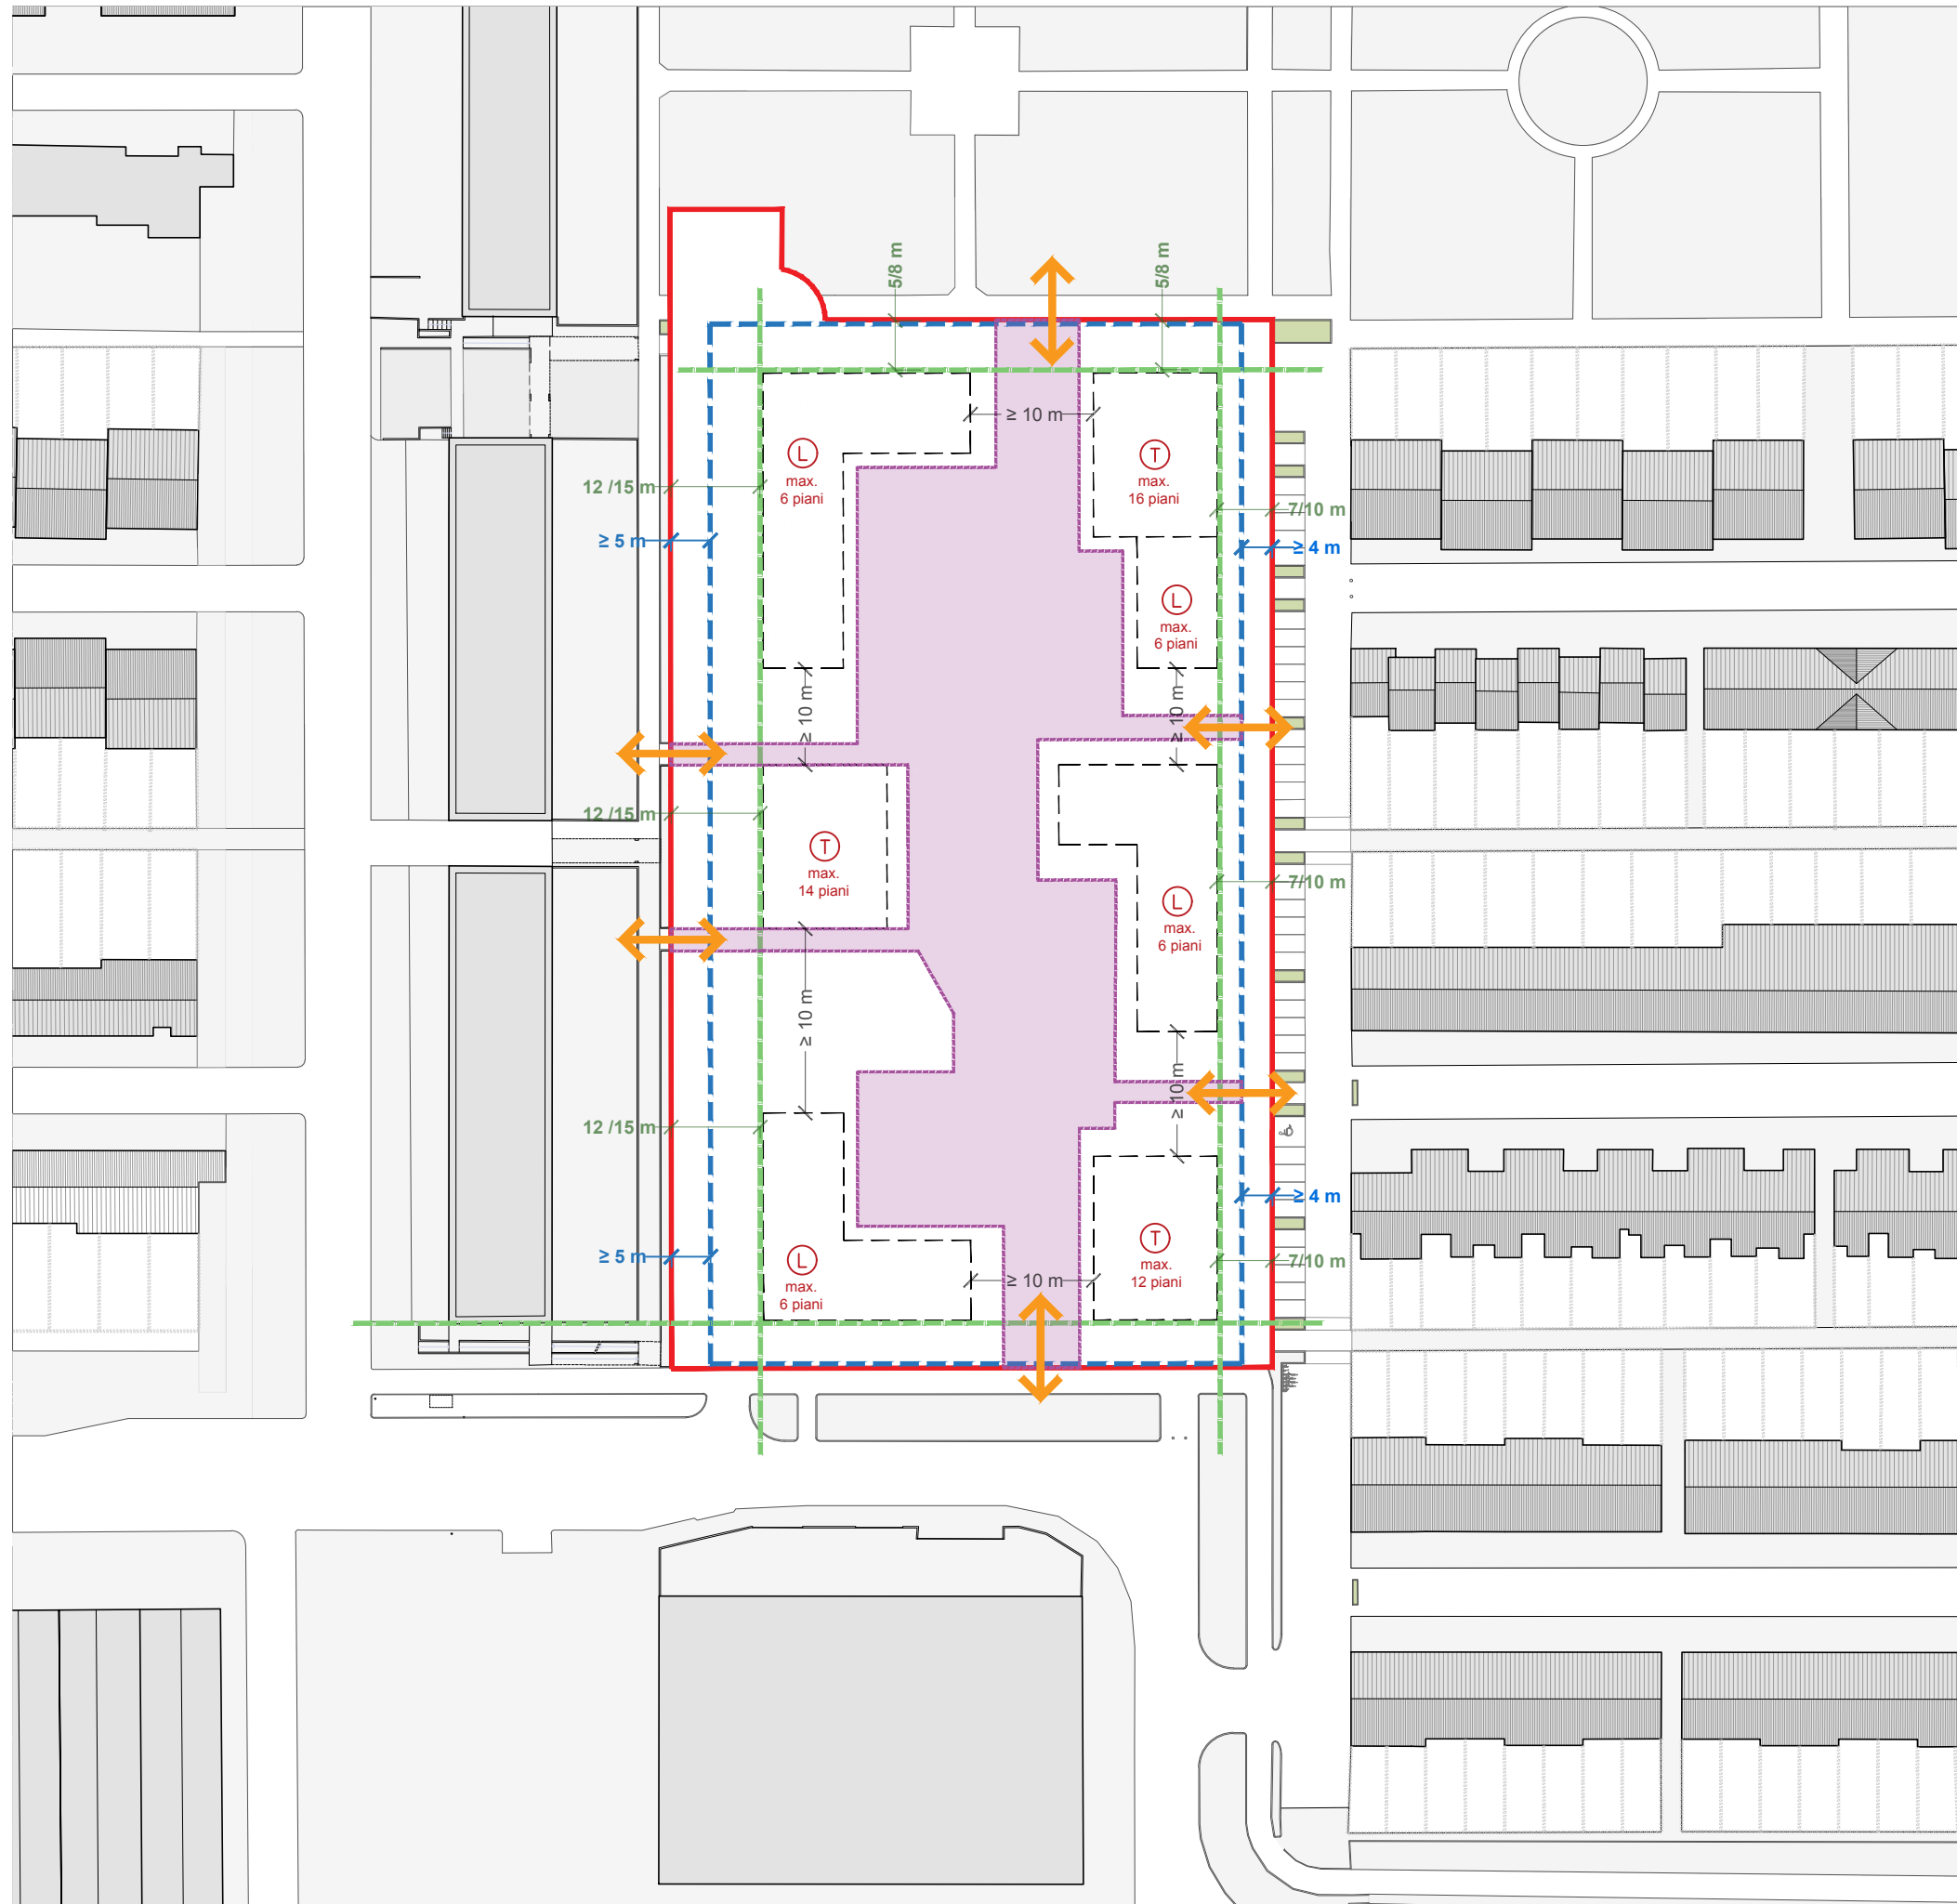 5/8 m
5/8 m
≥ 10 m
L
max.
6 piani
T
max.
16 piani
12 /15 m
7/10 m
≥ 5 m
≥ 4 m
L
max.
6 piani
≥ 10 m
≥ 10 m
12 /15 m
T
max.
14 piani
7/10 m
L
max.
6 piani
≥ 10 m
≥ 10 m
12 /15 m
≥ 4 m
≥ 5 m
L
max.
6 piani
T
max.
12 piani
7/10 m
≥ 10 m